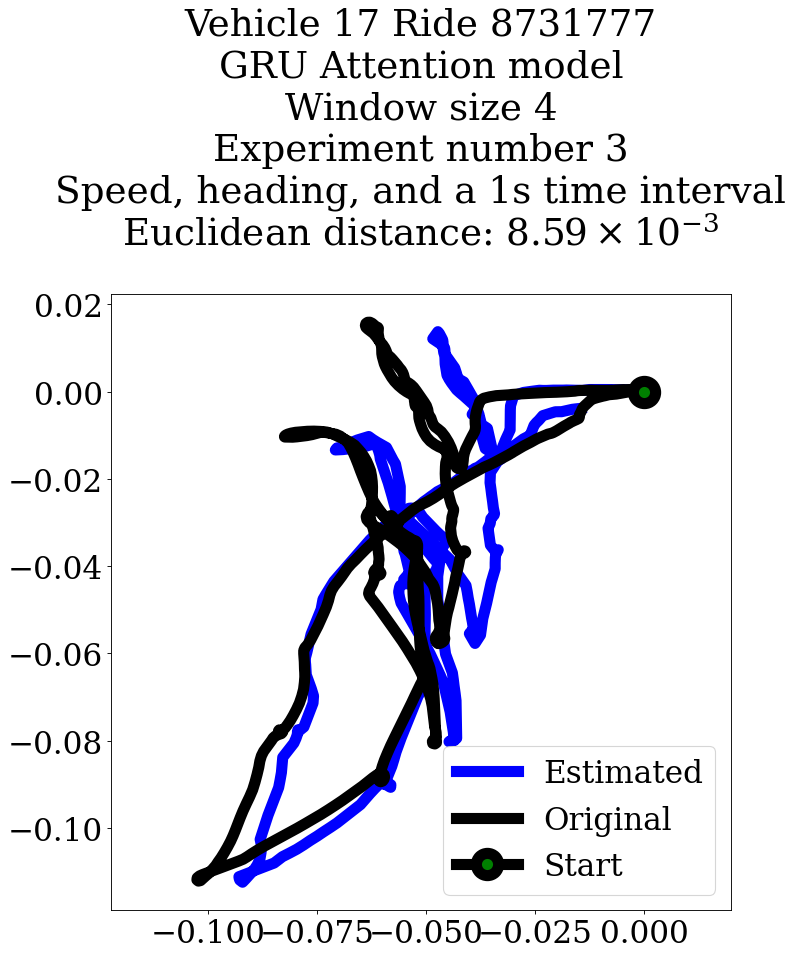 Vehicle 17 Ride 8731777
GRU Attention model
Window size 4
Experiment number 3
Speed, heading, and a 1s time interval
Euclidean distance: 8.59 × 10⁻³
0.02
0.00
−0.02
−0.04
−0.06
−0.08
−0.10
Estimated
Original
Start
−0.100 −0.075 −0.050 −0.025 0.000